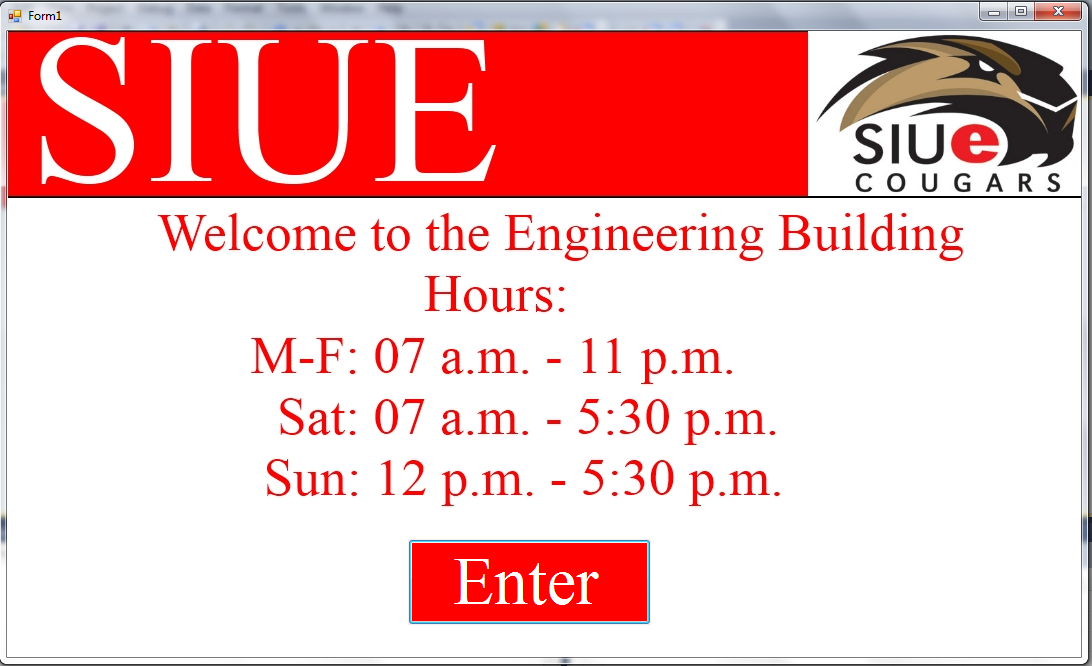 Form1
SIUE
SIUe
COUGARS
Welcome to the Engineering Building
Hours:
M-F: 07 a.m. - 11 p.m.
Sat: 07 a.m. - 5:30 p.m.
Sun: 12 p.m. - 5:30 p.m.
Enter